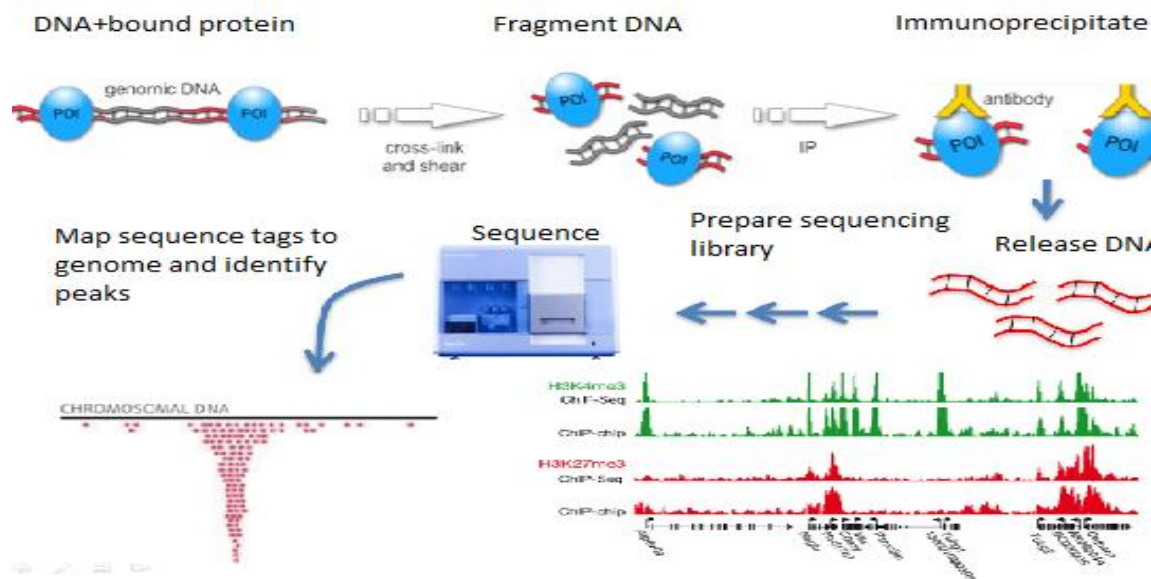 DNA+bound protein
Fragment DNA
Immunoprecipitate
genomic DNA
POI
POI
cross-link
and shear
POI
POI
IP
antibody
POI
POI
Map sequence tags to
genome and identify
peaks
Sequence
Prepare sequencing
library
Release DNA
CHROMSCIMAL DNA
H3K4me3
ChIP-Seq
ChIP-chip
H3K27me3
ChIP-Seq
ChIP-chip